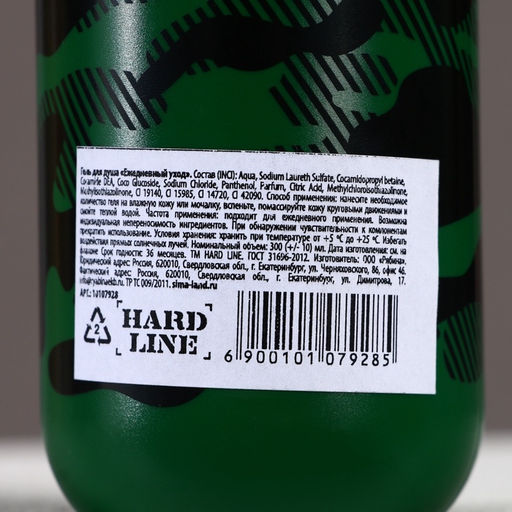 Гель для душа «Ежедневный уход». Состав (INCI): Aqua, Sodium Laureth Sulfate, Cocamidopropyl betaine,
Cocamide DEA, Coco Glucoside, Sodium Chloride, Panthenol, Parfum, Citric Acid, Methylchloroisothiazolinone,
Methylisothiazolinone, CI 19140, CI 15985, CI 14720, CI 42090. Способ применения: нанесите необходимое
количество геля на влажную кожу или мочалку, вспеньте, помассируйте кожу круговыми движениями и
смойте теплой водой. Частота применения: подходит для ежедневного применения. Возможна
индивидуальная непереносимость ингредиентов. При обнаружении чувствительности к компонентам
прекратить использование. Условия хранения: хранить при температуре от +5 °С до +25 °С. Избегать
воздействия прямых солнечных лучей. Номинальный объем: 300 (+/- 10) мл. Дата изготовления: см. на
упаковке Срок годности: 36 месяцев. ТМ HARD LINE. ГОСТ 31696-2012. Изготовитель: ООО «Рябина».
Юридический адрес: Россия, 620010, Свердловская обл., г. Екатеринбург, ул. Черняховского, 86, офис 46.
Фактический адрес: Россия, 620010, Свердловская обл., г. Екатеринбург, ул. Димитрова, 17.
ТР ТС 009/2011. sima-land.ru
АРТ.: 10107928
2
HARD
LINE
6 900101 079285